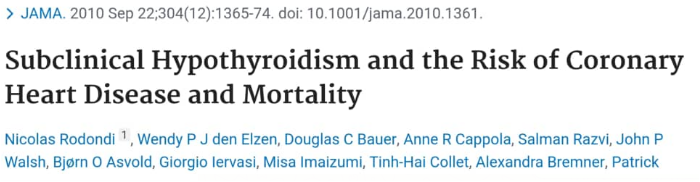 > JAMA. 2010 Sep 22;304(12):1365-74. doi: 10.1001/jama.2010.1361.
Subclinical Hypothyroidism and the Risk of Coronary
Heart Disease and Mortality
Nicolas Rodondi 1, Wendy P J den Elzen, Douglas C Bauer, Anne R Cappola, Salman Razvi, John P
Walsh, Bjørn O Asvold, Giorgio Iervasi, Misa Imaizumi, Tinh-Hai Collet, Alexandra Bremner, Patrick